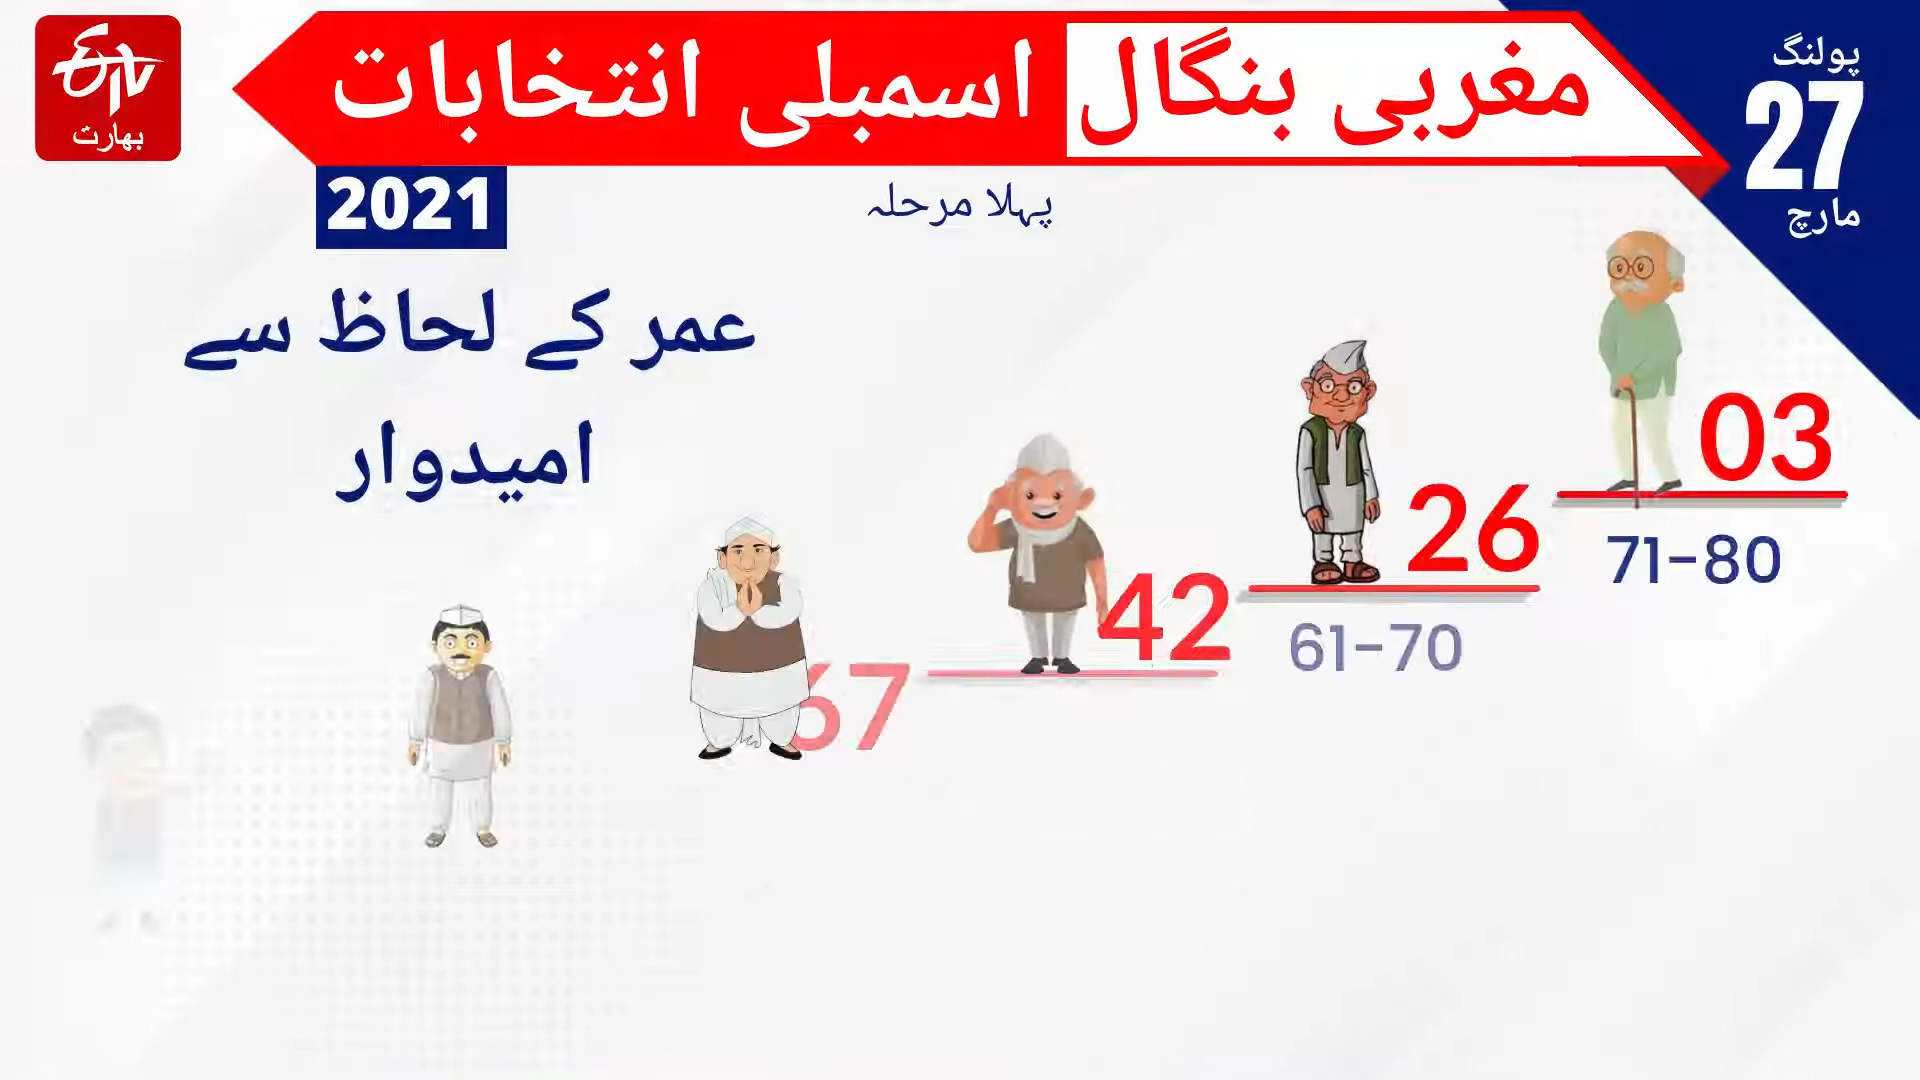 ETV
بھارت
مغربی بنگال اسمبلی انتخابات
پولنگ
27
مارچ
2021
پہلا مرحلہ
عمر کے لحاظ سے
امیدوار
03
71-80
26
61-70
42
67